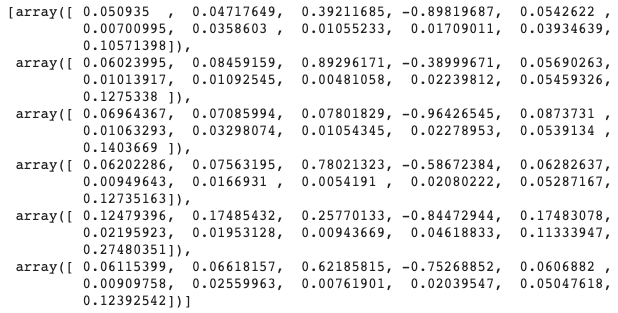 [array([ 0.050935 ,  0.04717649,  0.39211685, -0.89819687,  0.0542622 ,
         0.00700995,  0.0358603 ,  0.01055233,  0.01709011,  0.03934639,
         0.10571398]),
 array([ 0.06023995,  0.08459159,  0.89296171, -0.38999671,  0.05690263,
         0.01013917,  0.01092545,  0.00481058,  0.02239812,  0.05459326,
         0.1275338 ]),
 array([ 0.06964367,  0.07085994,  0.07801829, -0.96426545,  0.0873731 ,
         0.01063293,  0.03298074,  0.01054345,  0.02278953,  0.0539134 ,
         0.1403669 ]),
 array([ 0.06202286,  0.07563195,  0.78021323, -0.58672384,  0.06282637,
         0.00949643,  0.0166931 ,  0.0054191 ,  0.02080222,  0.05287167,
         0.12735163]),
 array([ 0.12479396,  0.17485432,  0.25770133, -0.84472944,  0.17483078,
         0.02195923,  0.01953128,  0.00943669,  0.04618833,  0.11333947,
         0.27480351]),
 array([ 0.06115399,  0.06618157,  0.62185815, -0.75268852,  0.0606882 ,
         0.00909758,  0.02559963,  0.00761901,  0.02039547,  0.05047618,
         0.12392542])]